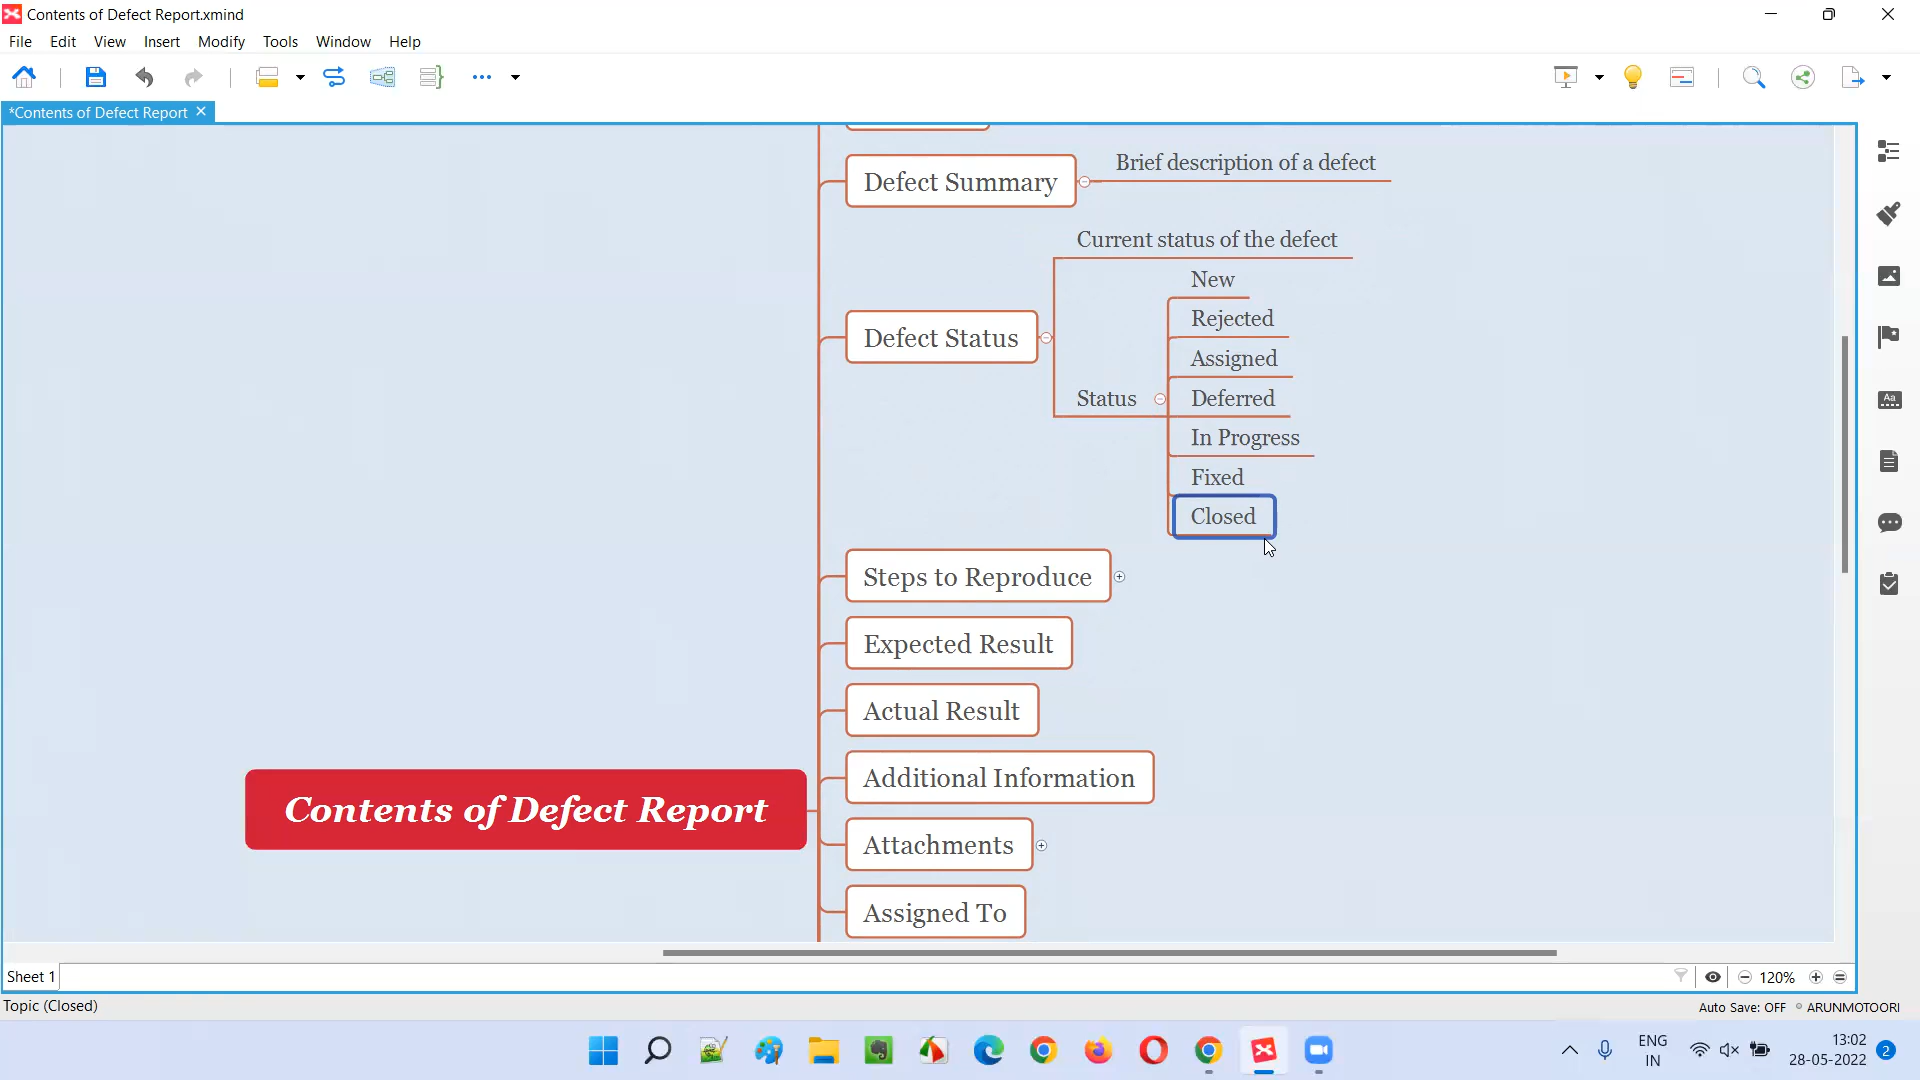 Contents of Defect Report.xmind
File Edit View Insert Modify Tools Window Help
*Contents of Defect Report
Defect Summary
Brief description of a defect
Current status of the defect
New
Rejected
Defect Status
Assigned
Status
Deferred
In Progress
Fixed
Closed
Steps to Reproduce
Expected Result
Actual Result
Additional Information
Contents of Defect Report
Attachments
Assigned To
Aa
Sheet 1
120%
Topic (Closed)
Auto Save: OFF ARUNMOTOORI
ENG
IN
13:02
28-05-2022
2